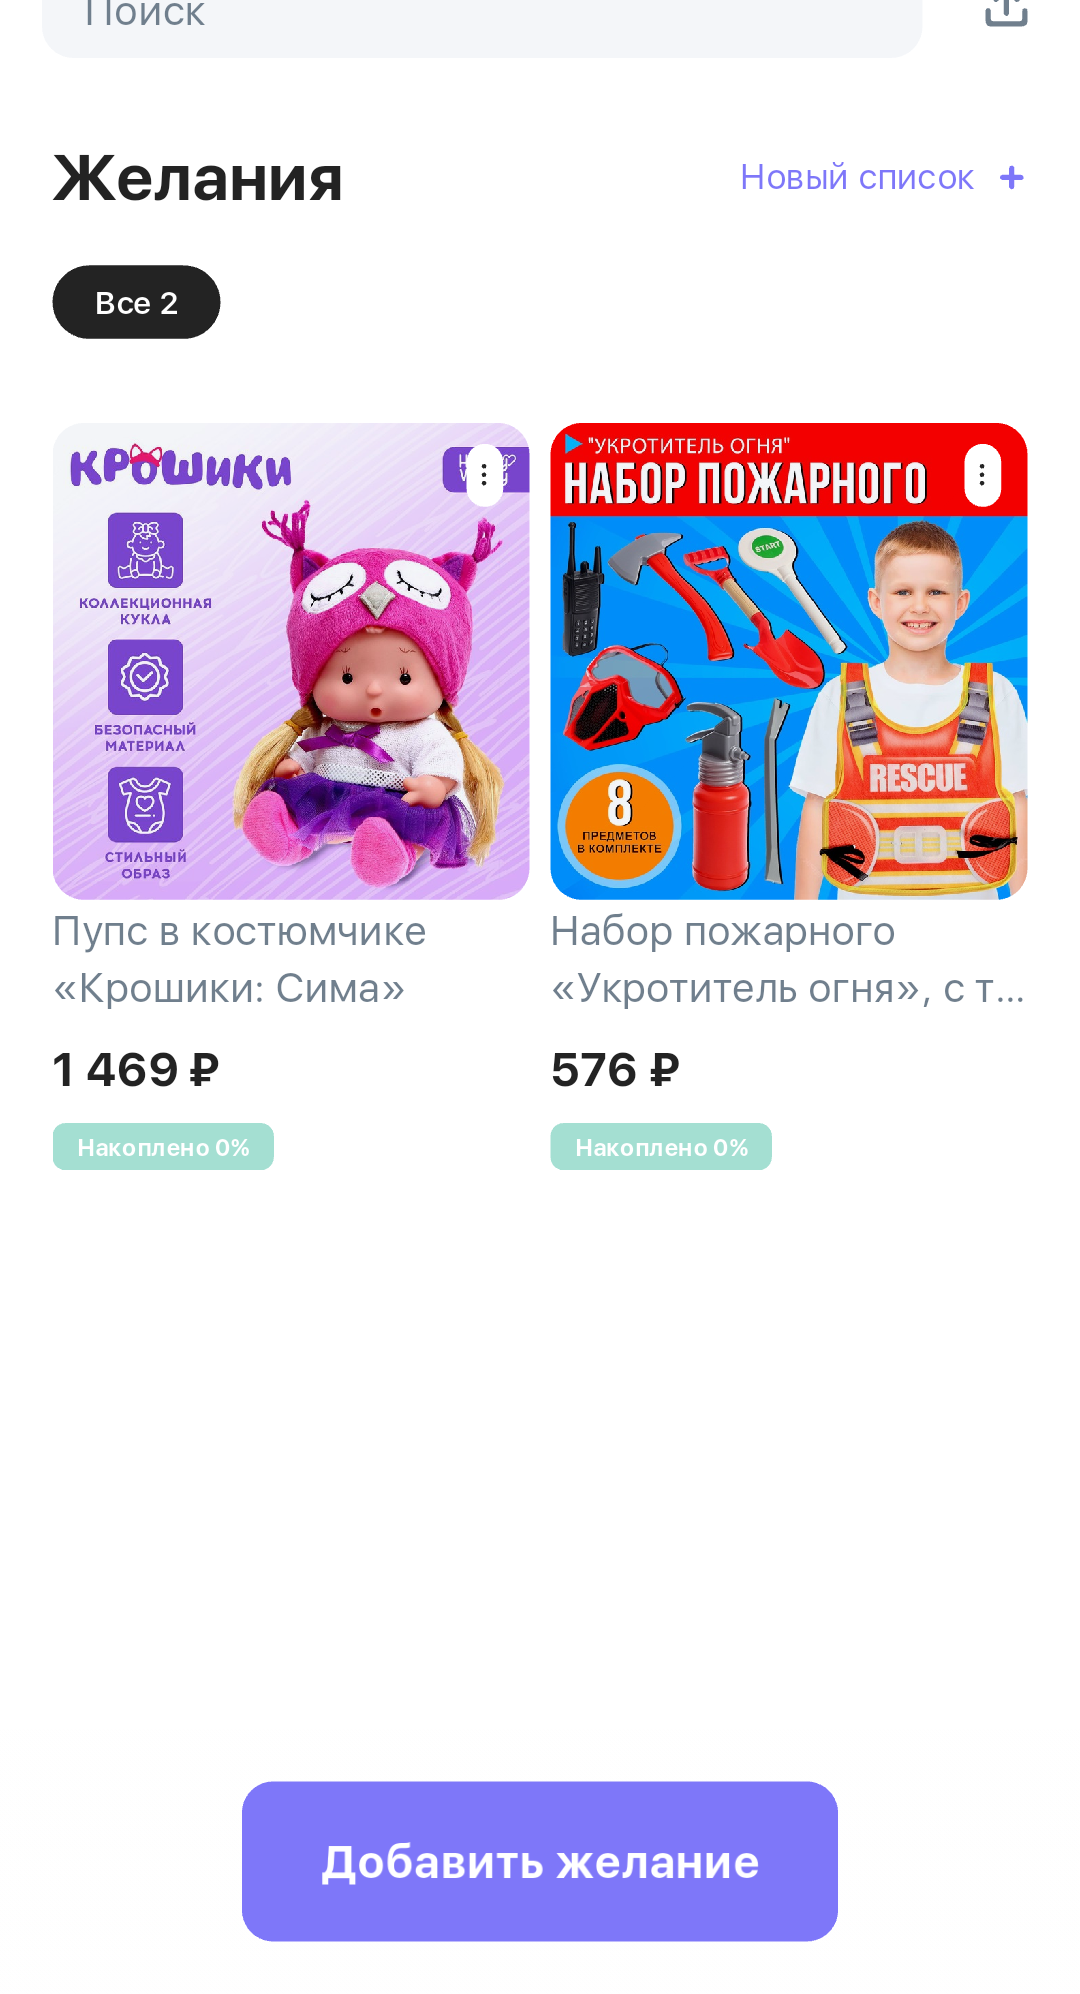 Поиск
Желания
Новый список +
Все 2
КРОШИКИ
КОЛЛЕКЦИОННАЯ
КУКЛА
БЕЗОПАСНЫЙ
МАТЕРИАЛ
СТИЛЬНЫЙ
ОБРАЗ
"УКРОТИТЕЛЬ ОГНЯ"
НАБОР ПОЖАРНОГО
START
RESCUE
8
ПРЕДМЕТОВ
В КОМПЛЕКТЕ
Пупс в костюмчике
«Крошики: Сима»
1 469 ₽
Накоплено 0%
Набор пожарного
«Укротитель огня», с т...
576 ₽
Накоплено 0%
Добавить желание